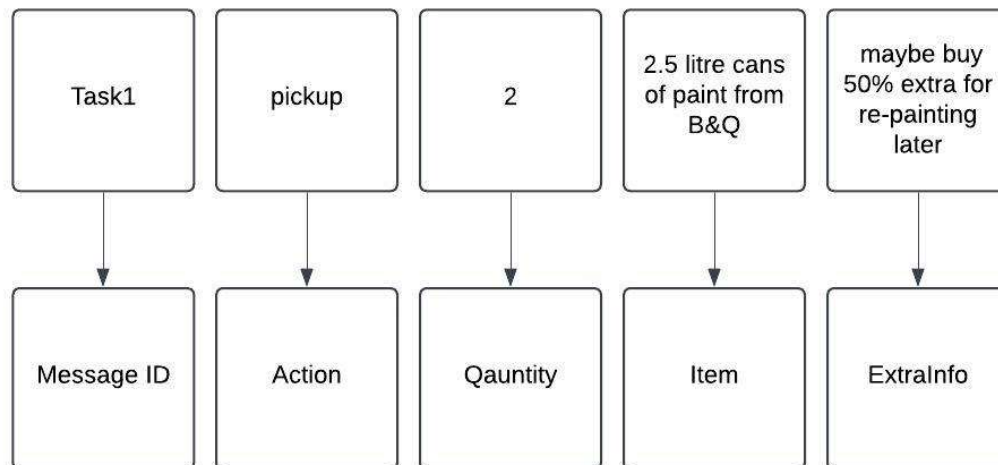 Task1
pickup
2
2.5 litre cans
of paint from
B&Q
maybe buy
50% extra for
re-painting
later
Message ID
Action
Qauntity
Item
ExtraInfo